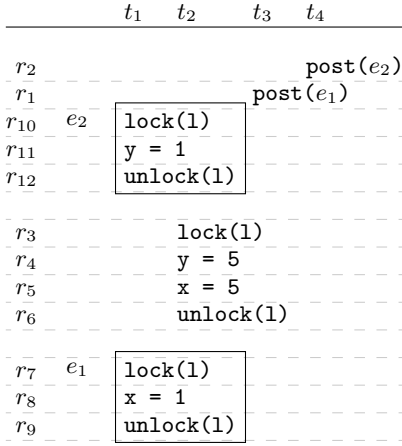 t1 t2 t3 t4
r2 post(e2)
r1 post(e1)
r10 e2 lock(l)
r11 y = 1
r12 unlock(l)
r3 lock(l)
r4 y = 5
r5 x = 5
r6 unlock(l)
r7 e1 lock(l)
r8 x = 1
r9 unlock(l)